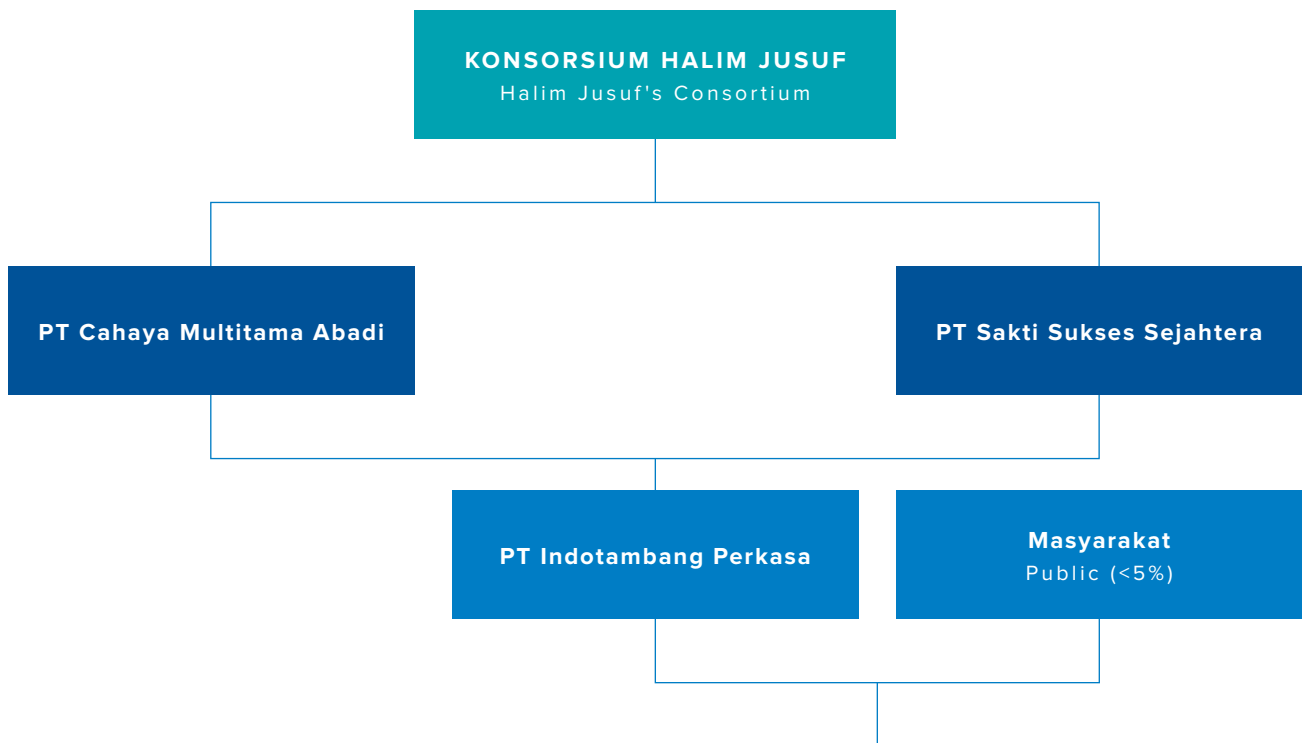 KONSORSIUM HALIM JUSUF
Halim Jusuf's Consortium
PT Cahaya Multitama Abadi
PT Sakti Sukses Sejahtera
PT Indotambang Perkasa
Masyarakat
Public (<5%)